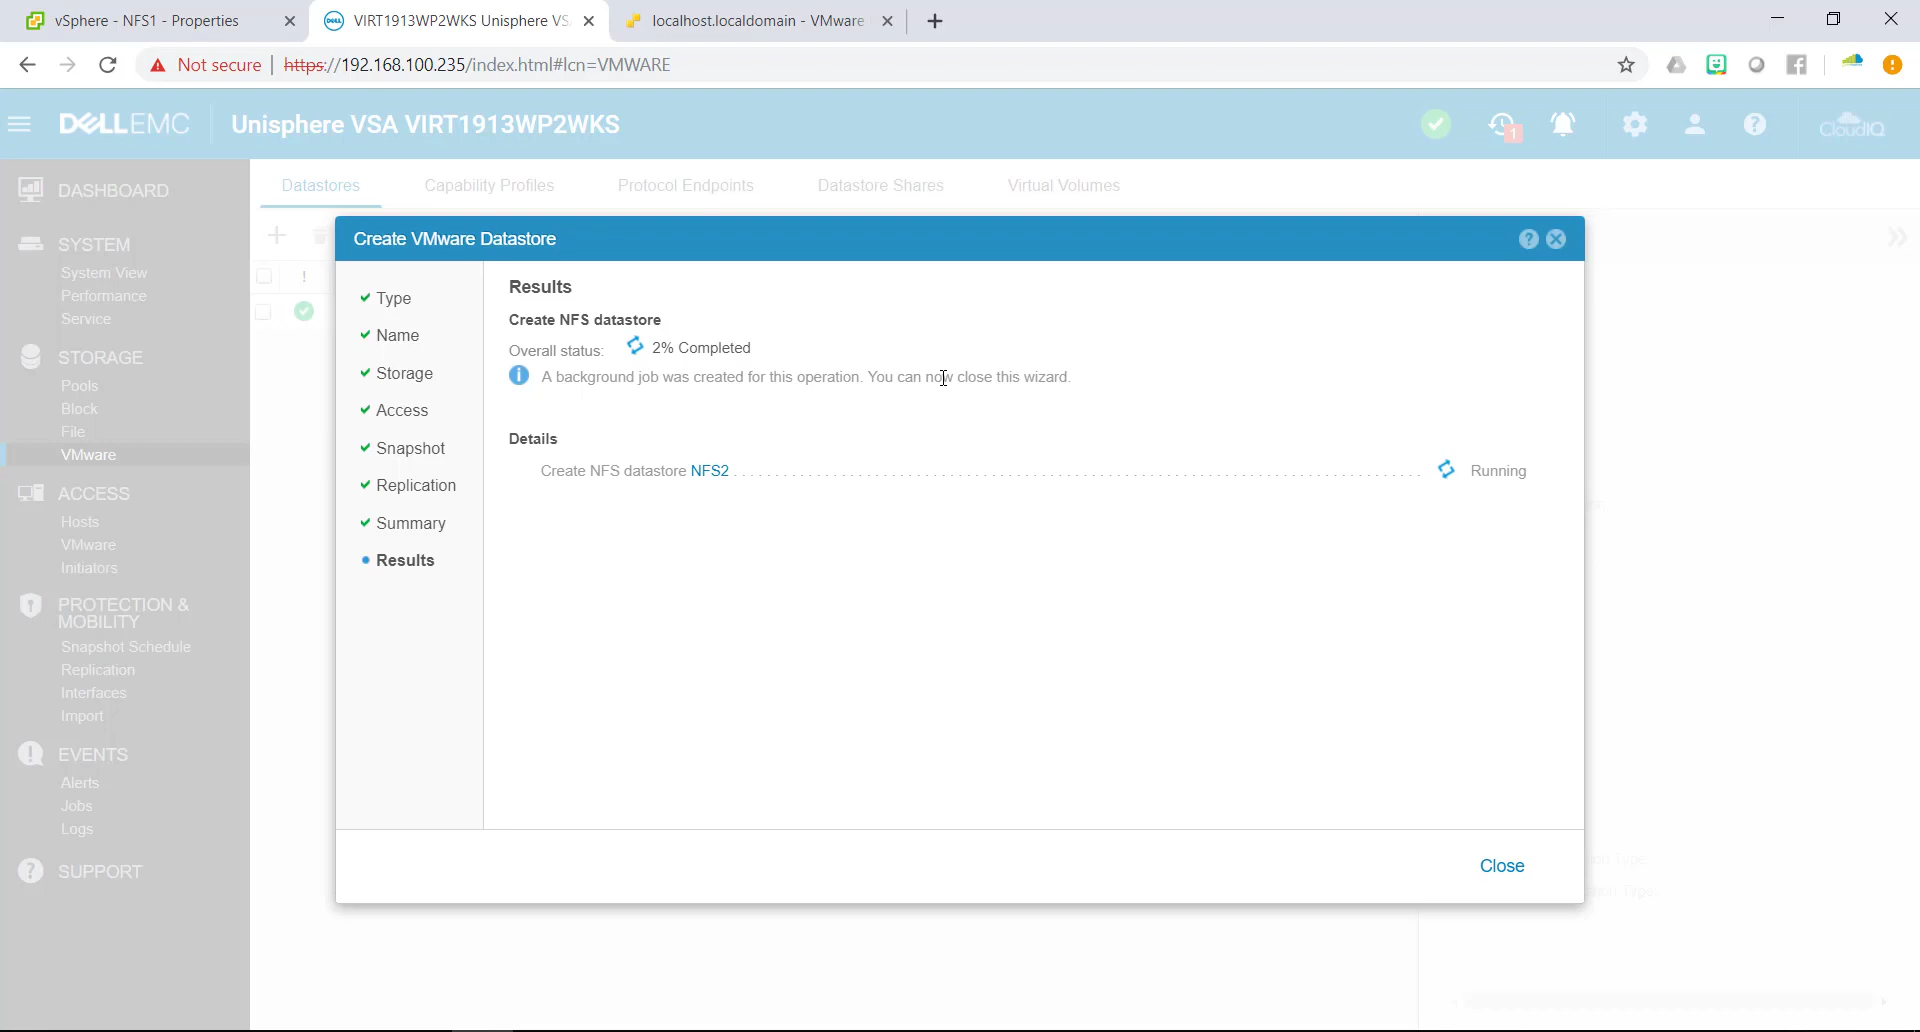 vSphere - NFS1 - Properties
VIRT1913WP2WKS Unisphere VS
localhost.localdomain - VMware
Not secure
https://192.168.100.235/index.html#lcn=VMWARE
DELLEMC
Unisphere VSA VIRT1913WP2WKS
1
CloudIQ
DASHBOARD
SYSTEM
System View
Performance
Service
STORAGE
Pools
Block
File
VMware
ACCESS
Hosts
VMware
Initiators
PROTECTION &
MOBILITY
Snapshot Schedule
Replication
Interfaces
Import
EVENTS
Alerts
Jobs
Logs
SUPPORT
Datastores
Capability Profiles
Protocol Endpoints
Datastore Shares
Virtual Volumes
!
Create VMware Datastore
Type
Name
Storage
Access
Snapshot
Replication
Summary
Results
Results
Create NFS datastore
Overall status: 2% Completed
A background job was created for this operation. You can now close this wizard.
Details
Create NFS datastore NFS2 Running
Close
Type:
Type: